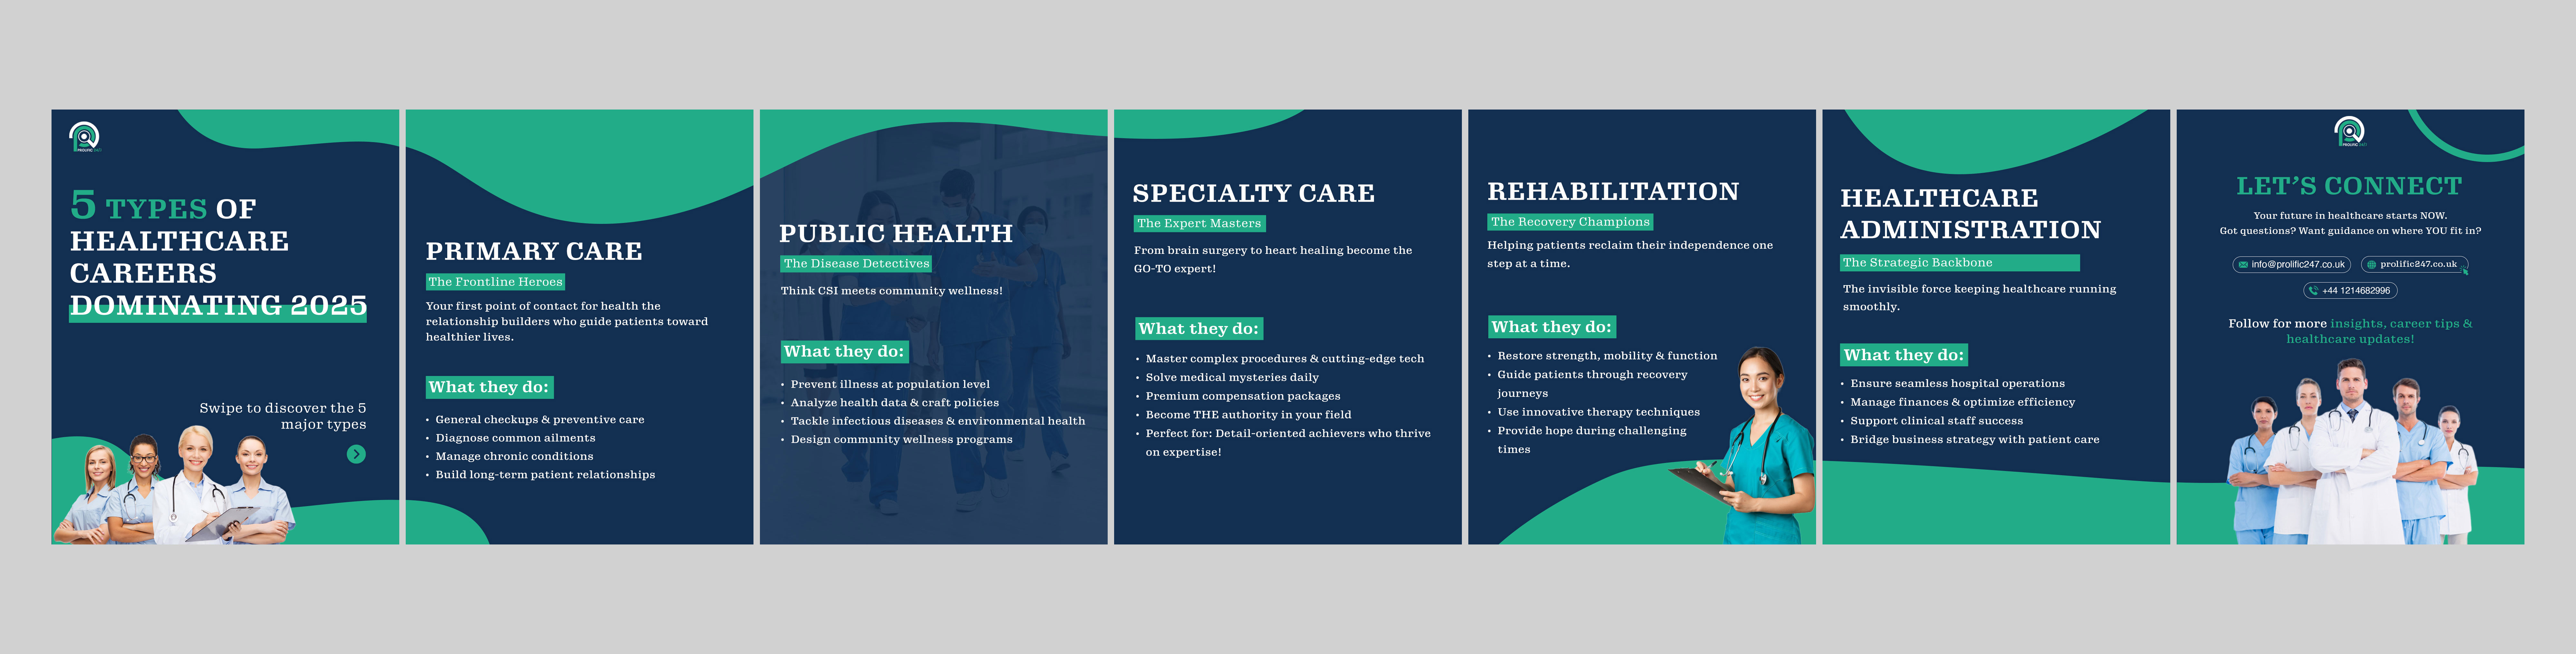 PROLIFIC 24/7
5 TYPES OF
HEALTHCARE
CAREERS
DOMINATING 2025
Swipe to discover the 5
major types
PRIMARY CARE
The Frontline Heroes
Your first point of contact for health the
relationship builders who guide patients toward
healthier lives.
What they do:
• General checkups & preventive care
• Diagnose common ailments
• Manage chronic conditions
• Build long-term patient relationships
PUBLIC HEALTH
The Disease Detectives
Think CSI meets community wellness!
What they do:
• Prevent illness at population level
• Analyze health data & craft policies
• Tackle infectious diseases & environmental health
• Design community wellness programs
SPECIALTY CARE
The Expert Masters
From brain surgery to heart healing become the
GO-TO expert!
What they do:
• Master complex procedures & cutting-edge tech
• Solve medical mysteries daily
• Premium compensation packages
• Become THE authority in your field
• Perfect for: Detail-oriented achievers who thrive
on expertise!
REHABILITATION
The Recovery Champions
Helping patients reclaim their independence one
step at a time.
What they do:
• Restore strength, mobility & function
• Guide patients through recovery
journeys
• Use innovative therapy techniques
• Provide hope during challenging
times
HEALTHCARE
ADMINISTRATION
The Strategic Backbone
The invisible force keeping healthcare running
smoothly.
What they do:
• Ensure seamless hospital operations
• Manage finances & optimize efficiency
• Support clinical staff success
• Bridge business strategy with patient care
PROLIFIC 24/7
LET'S CONNECT
Your future in healthcare starts NOW.
Got questions? Want guidance on where YOU fit in?
info@prolific247.co.uk
prolific247.co.uk
+44 1214682996
Follow for more insights, career tips &
healthcare updates!